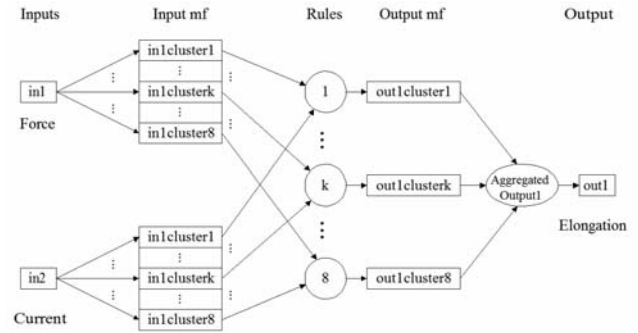 Inputs Input mf Rules Output mf Output
in1cluster1
in1 in1clusterk 1 out1cluster1
Force in1cluster8
k out1clusterk Aggregated Output1 out1
Elongation
in1cluster1
in2 in1clusterk 8 out1cluster8
Current in1cluster8